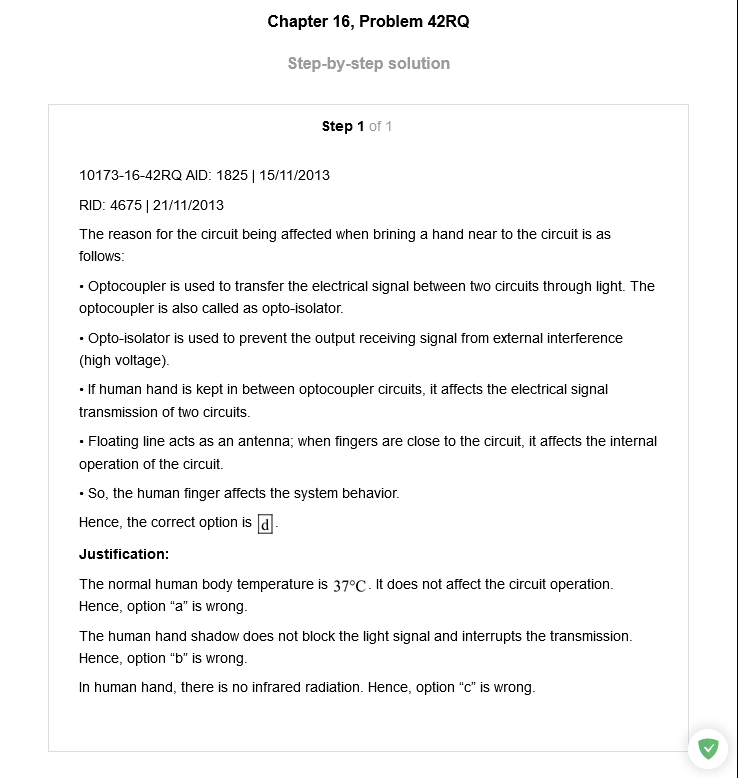 Chapter 16, Problem 42RQ
Step-by-step solution
Step 1 of 1
10173-16-42RQ AID: 1825 | 15/11/2013
RID: 4675 | 21/11/2013
The reason for the circuit being affected when brining a hand near to the circuit is as
follows:
• Optocoupler is used to transfer the electrical signal between two circuits through light. The
optocoupler is also called as opto-isolator.
• Opto-isolator is used to prevent the output receiving signal from external interference
(high voltage).
• If human hand is kept in between optocoupler circuits, it affects the electrical signal
transmission of two circuits.
• Floating line acts as an antenna; when fingers are close to the circuit, it affects the internal
operation of the circuit.
• So, the human finger affects the system behavior.
Hence, the correct option is d.
Justification:
The normal human body temperature is 37°C. It does not affect the circuit operation.
Hence, option “a” is wrong.
The human hand shadow does not block the light signal and interrupts the transmission.
Hence, option “b” is wrong.
In human hand, there is no infrared radiation. Hence, option “c” is wrong.